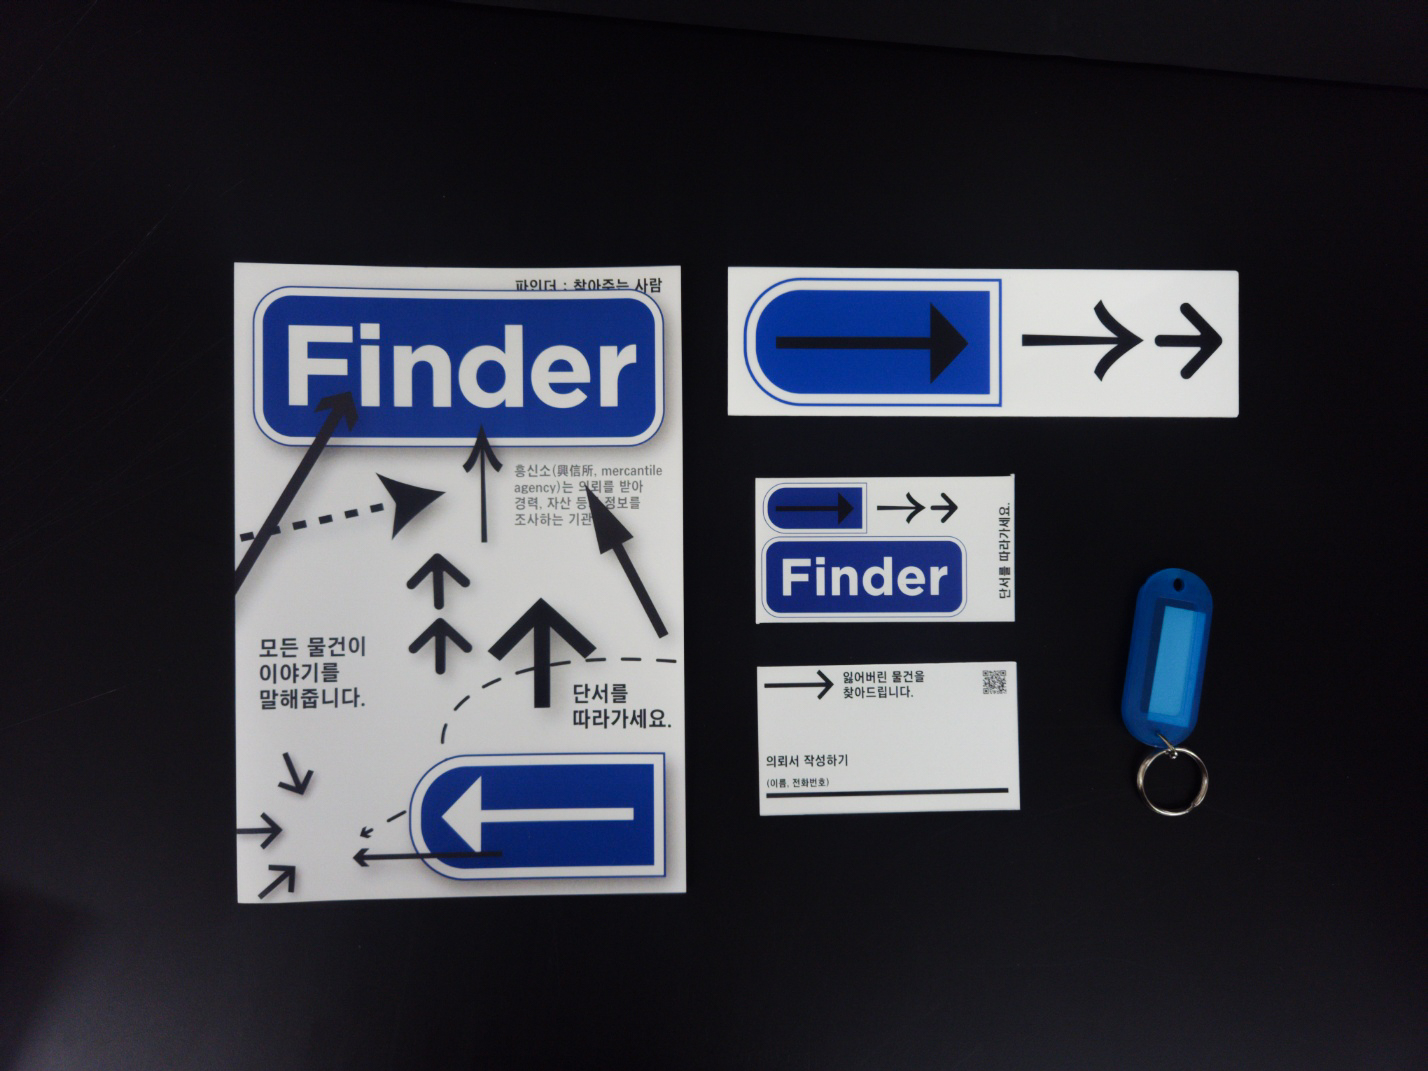 파인더 : 찾아주는 사람
Finder
흥신소(興信所, mercantile
agency)는 의뢰를 받아
경력, 자산 등 정보를
조사하는 기관
모든 물건이
이야기를
말해줍니다.
단서를
따라가세요.
Finder
단서를 따라가세요.
잃어버린 물건을
찾아드립니다.
의뢰서 작성하기
(이름, 전화번호)